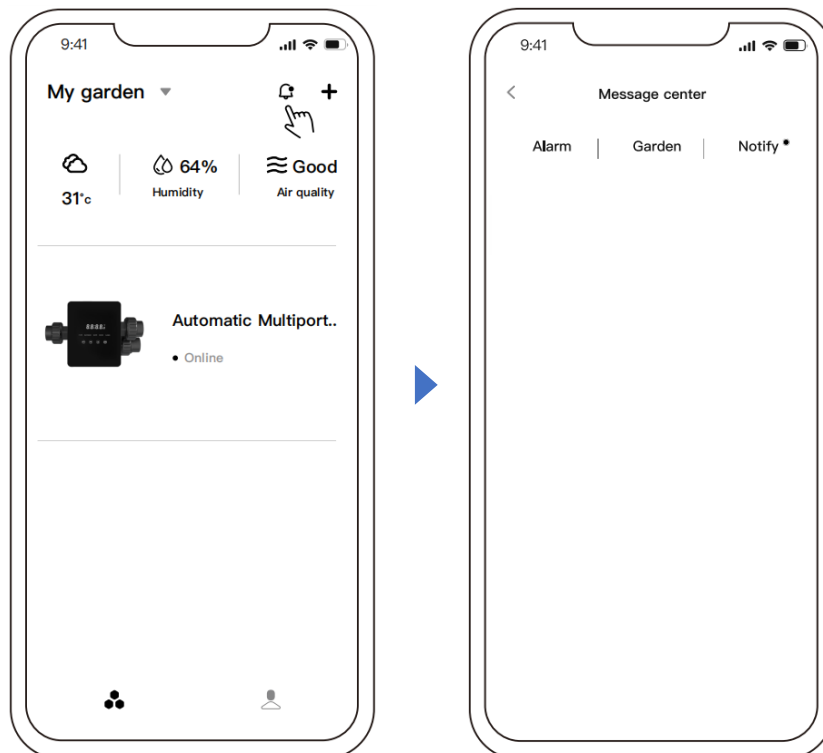 9:41
My garden
31°c
64%
Humidity
Good
Air quality
Automatic Multiport..
Online
9:41
Message center
Alarm
Garden
Notify